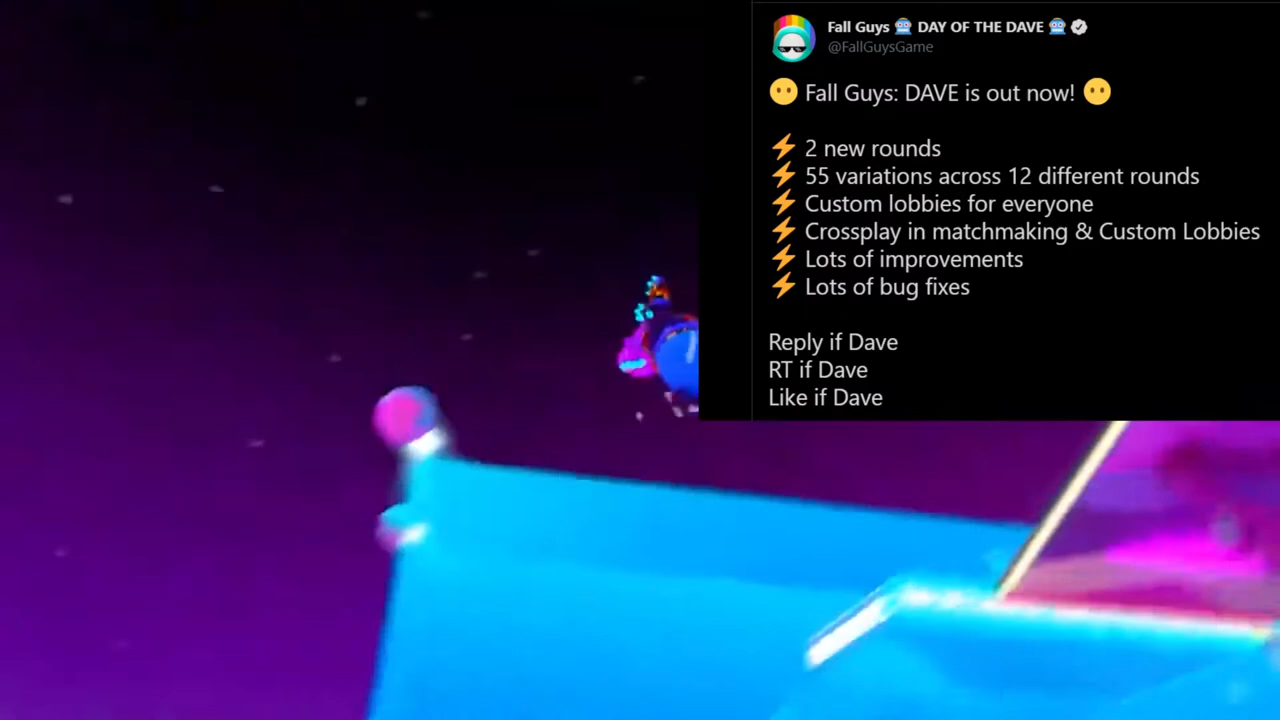 Fall Guys 🤖 DAY OF THE DAVE 🤖
@FallGuysGame
😶 Fall Guys: DAVE is out now! 😶
⚡ 2 new rounds
⚡ 55 variations across 12 different rounds
⚡ Custom lobbies for everyone
⚡ Crossplay in matchmaking & Custom Lobbies
⚡ Lots of improvements
⚡ Lots of bug fixes
Reply if Dave
RT if Dave
Like if Dave